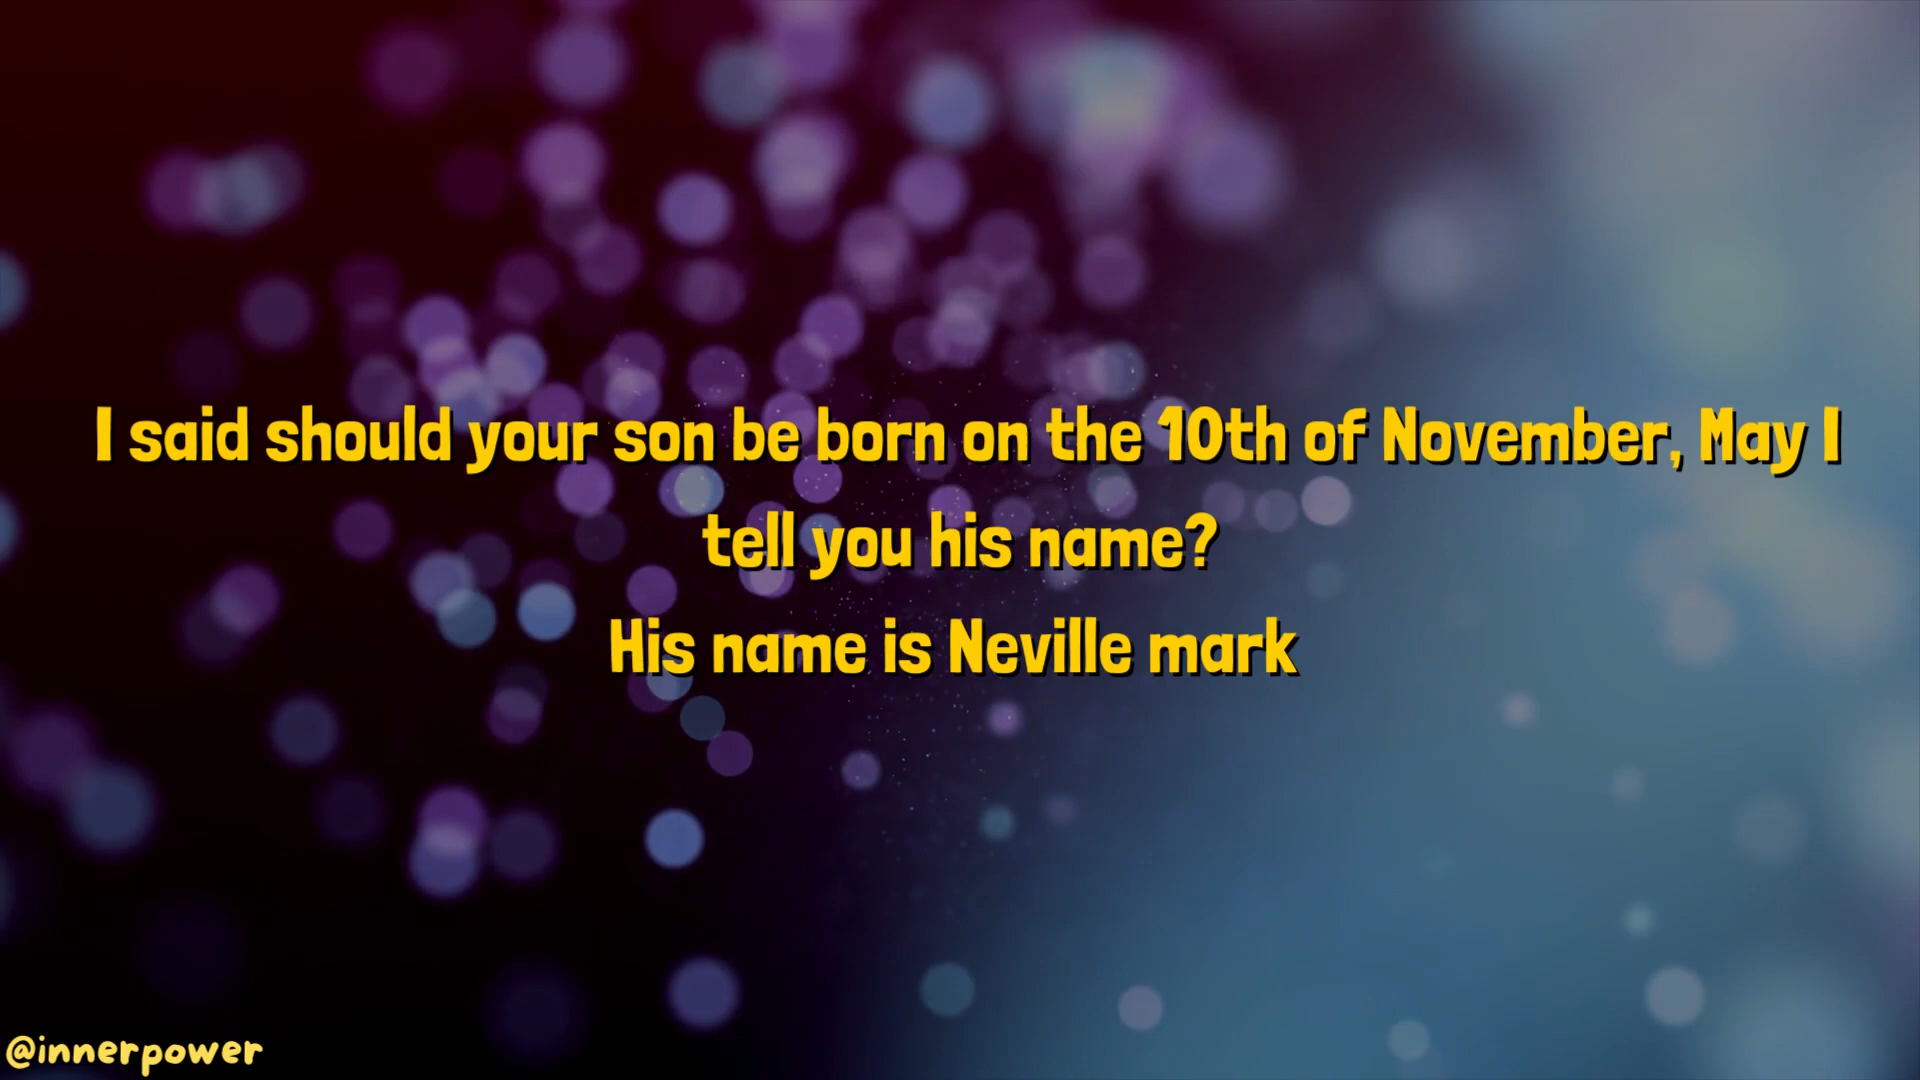 I said should your son be born on the 10th of November, May I
tell you his name?
His name is Neville mark
@innerpower